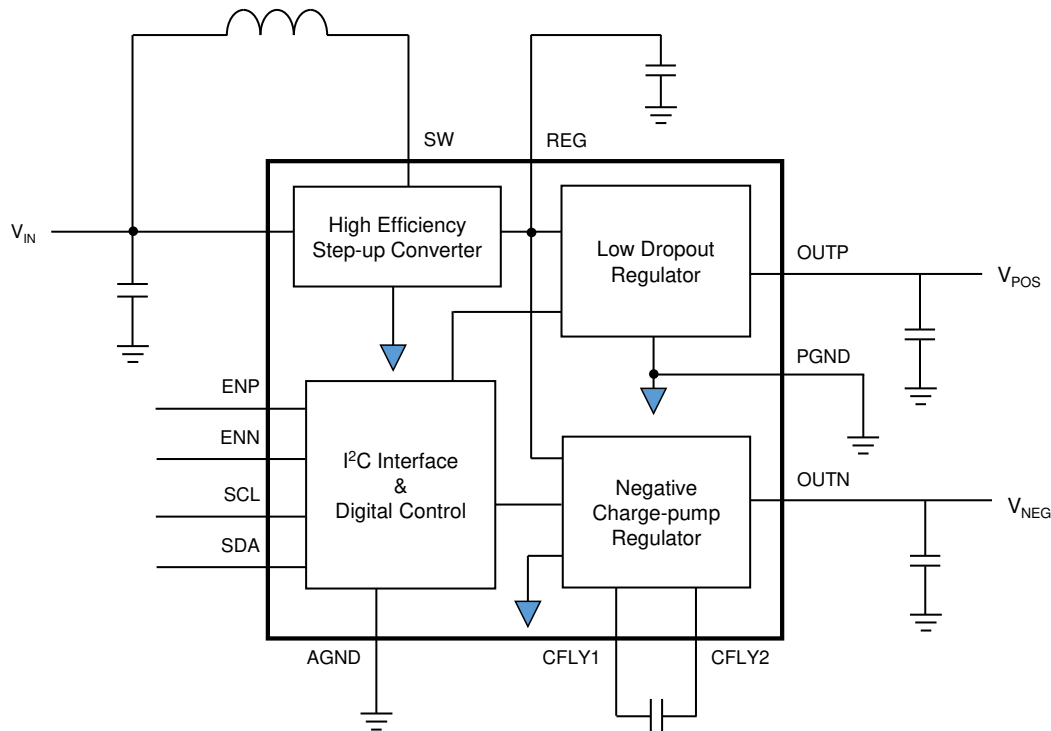 SW
REG
V_IN
High Efficiency
Step-up Converter
Low Dropout
Regulator
OUTP
V_POS
PGND
ENP
ENN
SCL
SDA
I²C Interface
&
Digital Control
Negative
Charge-pump
Regulator
OUTN
V_NEG
AGND
CFLY1
CFLY2